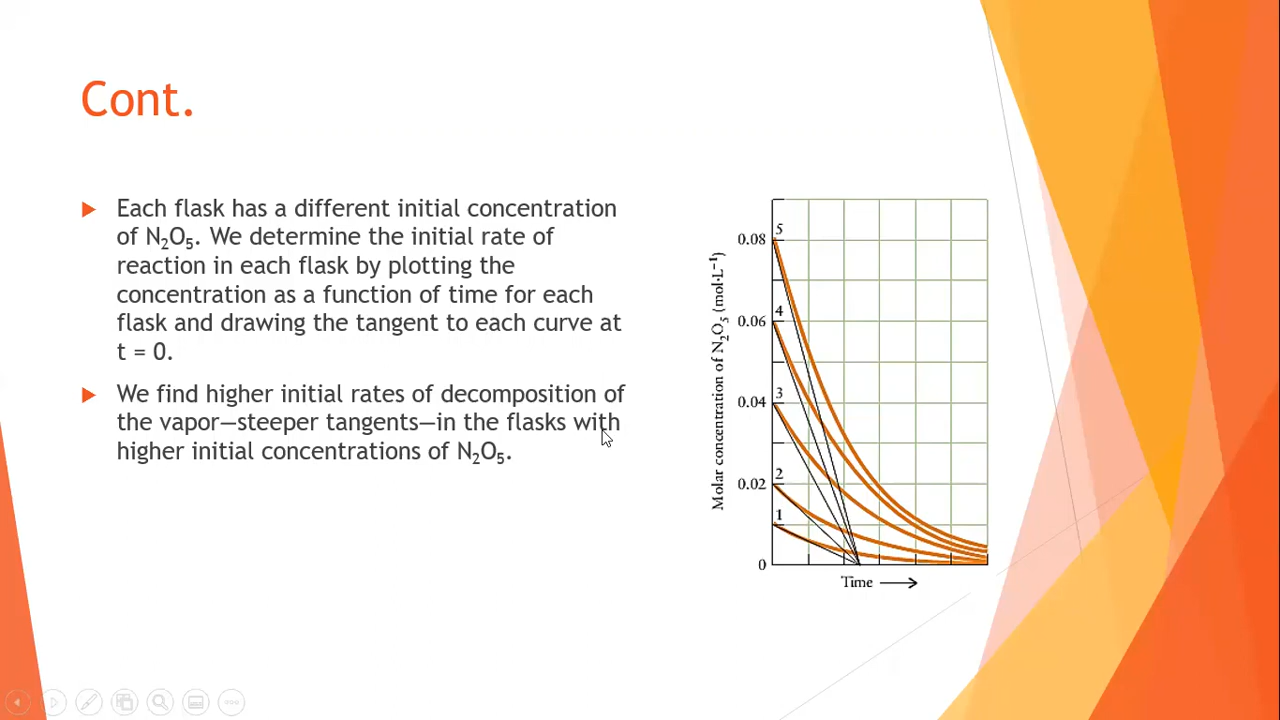 Cont.
Each flask has a different initial concentration
of N₂O₅. We determine the initial rate of
reaction in each flask by plotting the
concentration as a function of time for each
flask and drawing the tangent to each curve at
t = 0.
We find higher initial rates of decomposition of
the vapor—steeper tangents—in the flasks with
higher initial concentrations of N₂O₅.
Molar concentration of N₂O₅ (mol·L⁻¹)
0.08
0.06
0.04
0.02
0
5
4
3
2
1
Time